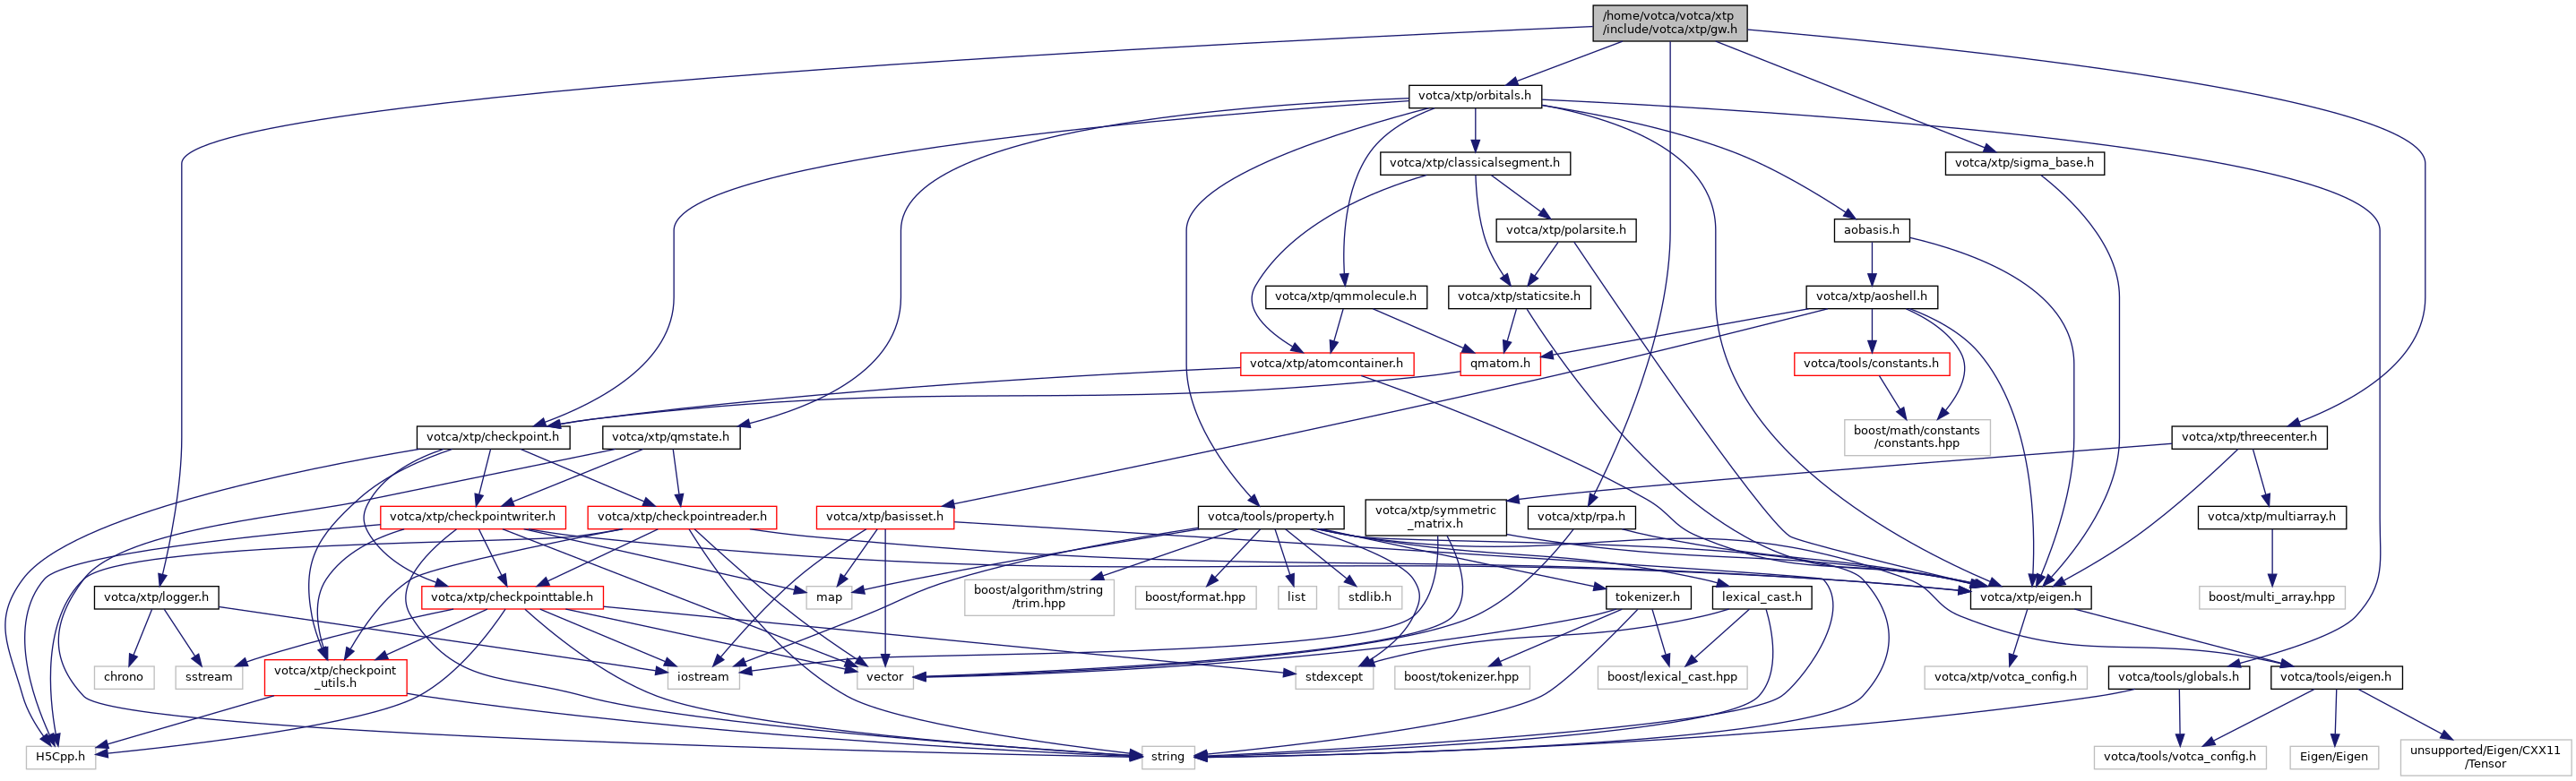 /home/votca/votca/xtp
/include/votca/xtp/gw.h
votca/xtp/orbitals.h
votca/xtp/classicalsegment.h
votca/xtp/sigma_base.h
votca/xtp/polarsite.h
aobasis.h
votca/xtp/qmmolecule.h
votca/xtp/staticsite.h
votca/xtp/aoshell.h
votca/xtp/atomcontainer.h
qmatom.h
votca/tools/constants.h
votca/xtp/checkpoint.h
votca/xtp/qmstate.h
boost/math/constants
/constants.hpp
votca/xtp/threecenter.h
votca/xtp/checkpointwriter.h
votca/xtp/checkpointreader.h
votca/xtp/basisset.h
votca/tools/property.h
votca/xtp/symmetric
_matrix.h
votca/xtp/rpa.h
votca/xtp/multiarray.h
votca/xtp/logger.h
votca/xtp/checkpointtable.h
map
boost/algorithm/string
/trim.hpp
boost/format.hpp
list
stdlib.h
tokenizer.h
lexical_cast.h
votca/xtp/eigen.h
boost/multi_array.hpp
chrono
sstream
votca/xtp/checkpoint
_utils.h
iostream
vector
stdexcept
boost/tokenizer.hpp
boost/lexical_cast.hpp
votca/xtp/votca_config.h
votca/tools/globals.h
votca/tools/eigen.h
H5Cpp.h
string
votca/tools/votca_config.h
Eigen/Eigen
unsupported/Eigen/CXX11
/Tensor